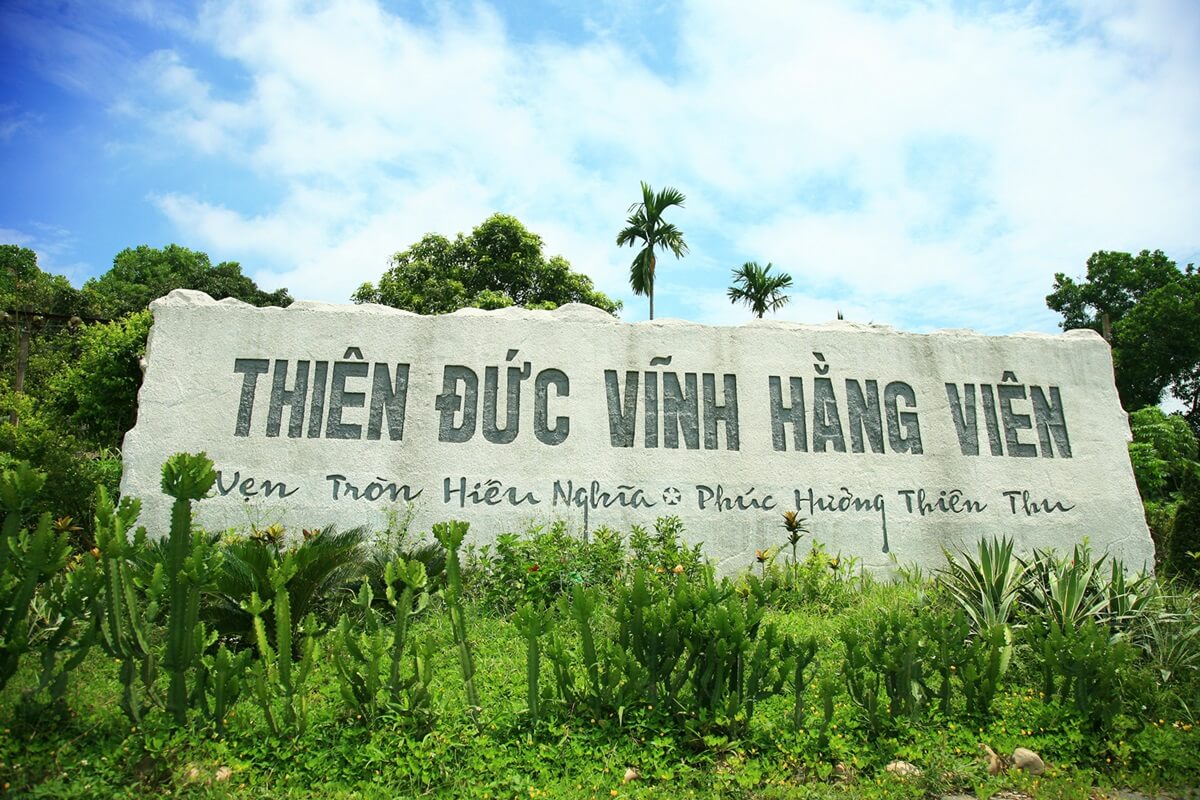 THIÊN ĐỨC VĨNH HẰNG VIÊN
Vẹn Tròn Hiếu Nghĩa ✪ Phúc Hưởng Thiên Thu